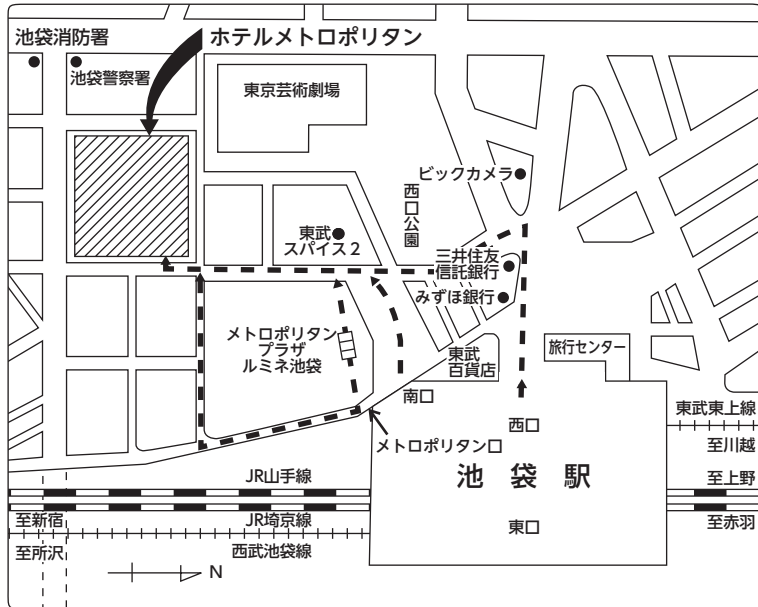 池袋消防署
ホテルメトロポリタン
池袋警察署
東京芸術劇場
ビックカメラ
西口公園
東武
スパイス2
三井住友
信託銀行
みずほ銀行
メトロポリタン
プラザ
ルミネ池袋
東武
百貨店
旅行センター
南口
西口
東武東上線
メトロポリタン口
至川越
池袋駅
JR山手線
至上野
至新宿
JR埼京線
東口
至赤羽
至所沢
西武池袋線
N